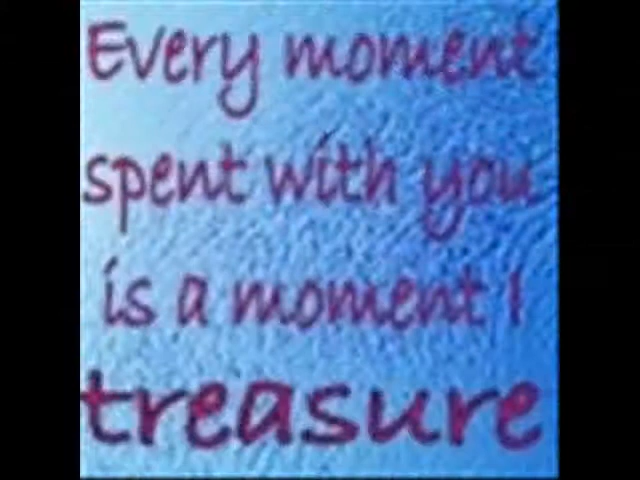 Every moment
spent with you
is a moment I
treasure